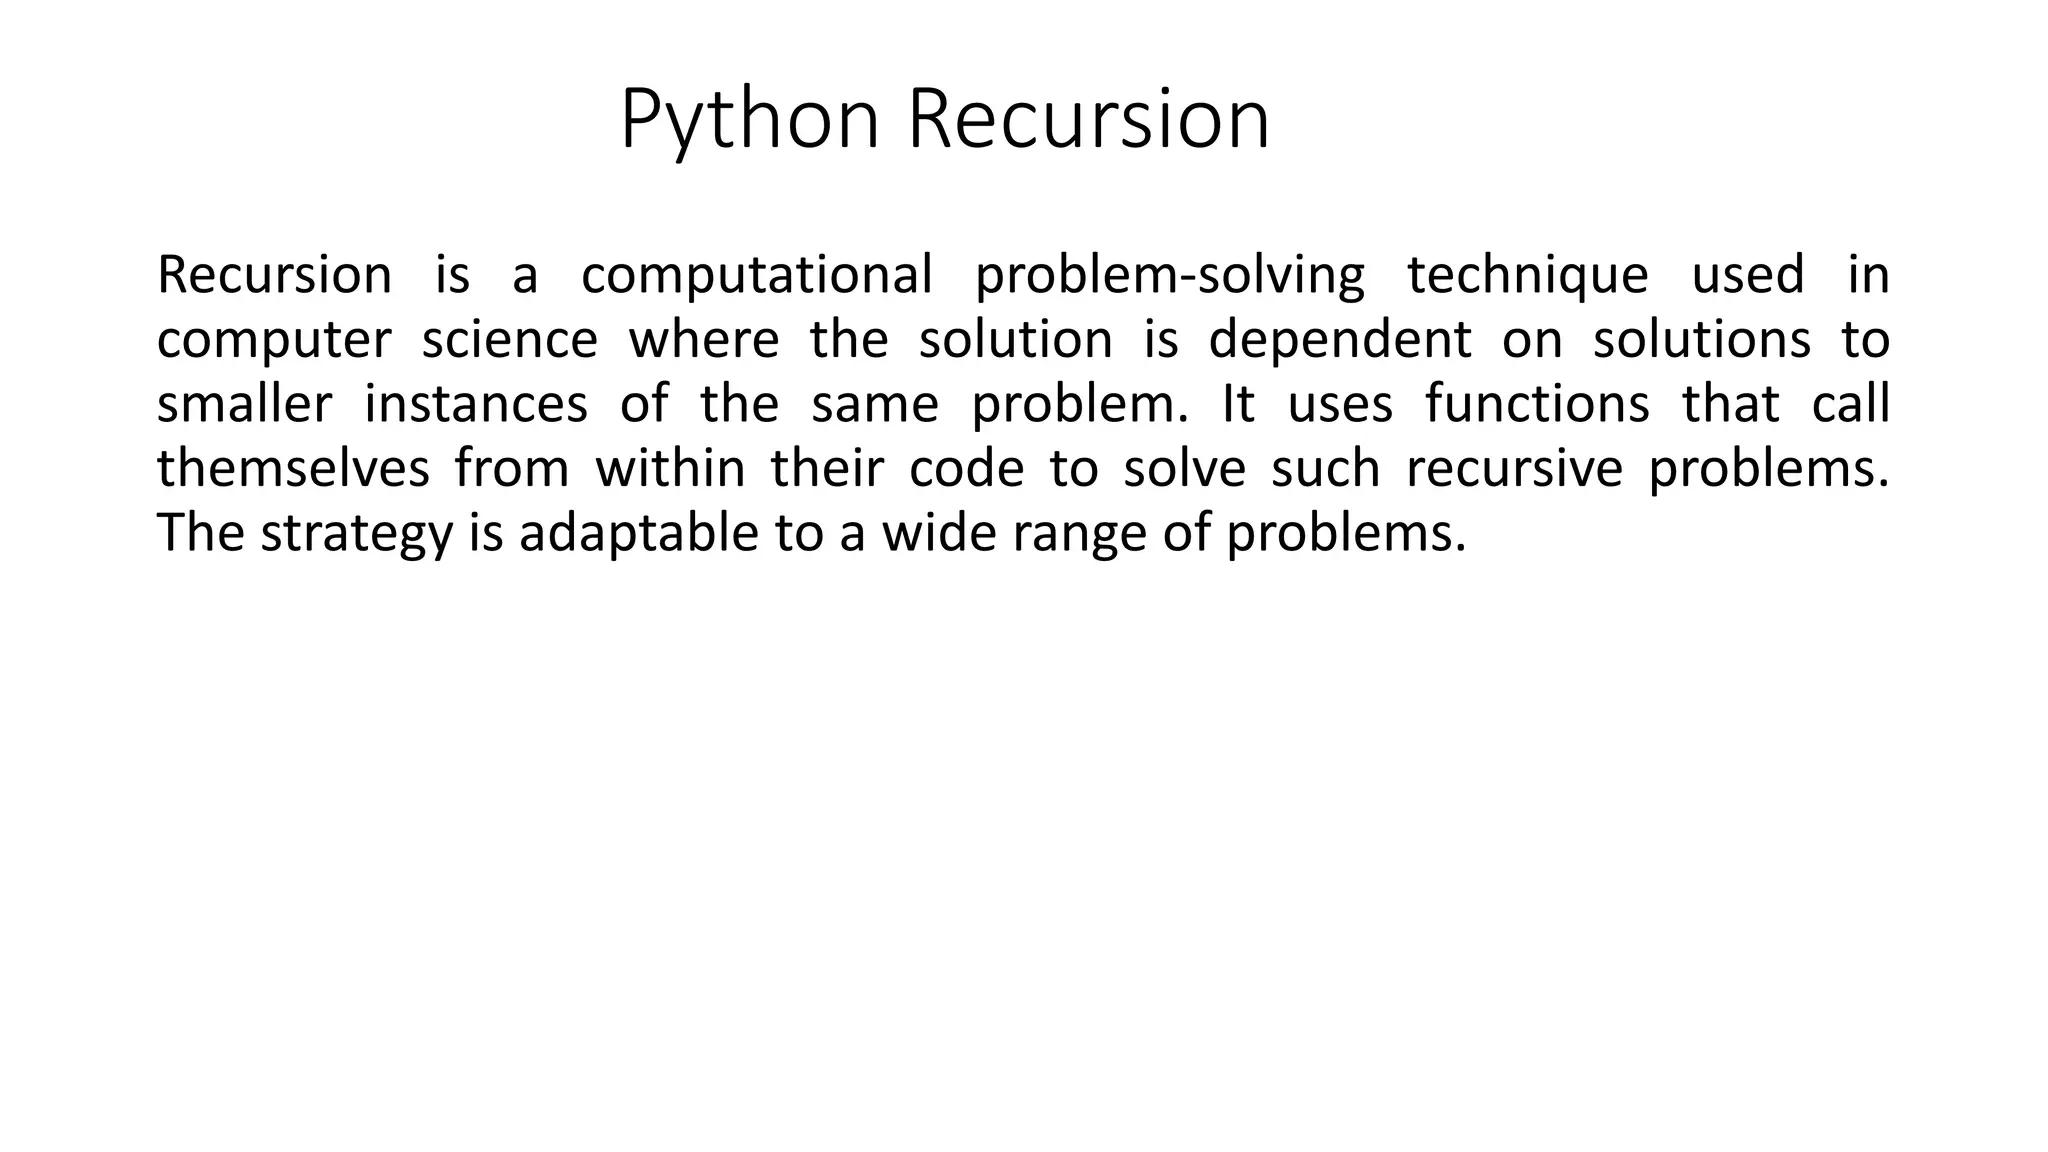 Python Recursion
Recursion is a computational problem-solving technique used in
computer science where the solution is dependent on solutions to
smaller instances of the same problem. It uses functions that call
themselves from within their code to solve such recursive problems.
The strategy is adaptable to a wide range of problems.